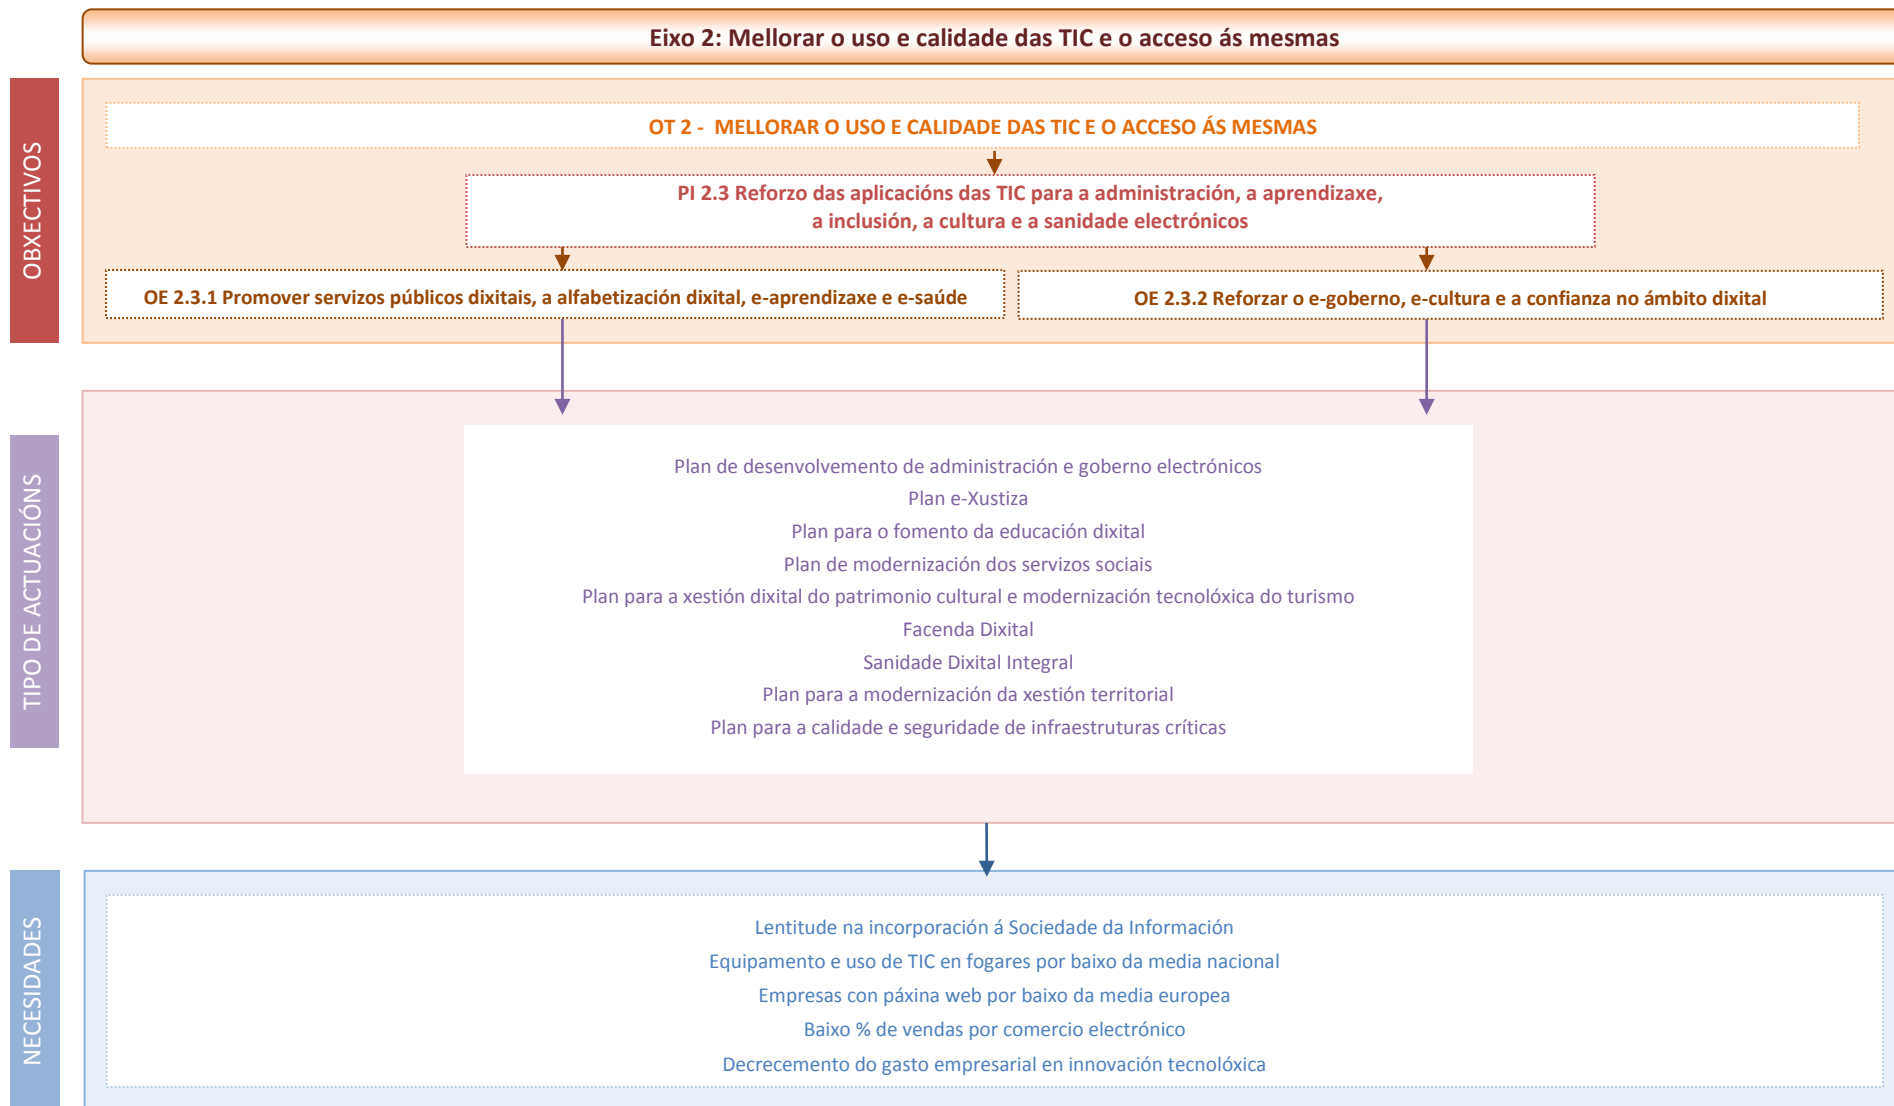 Eixo 2: Mellorar o uso e calidade das TIC e o acceso ás mesmas
OBXECTIVOS
OT 2 - MELLORAR O USO E CALIDADE DAS TIC E O ACCESO ÁS MESMAS
PI 2.3 Reforzo das aplicacións das TIC para a administración, a aprendizaxe,
a inclusión, a cultura e a sanidade electrónicos
OE 2.3.1 Promover servizos públicos dixitais, a alfabetización dixital, e-aprendizaxe e e-saúde
OE 2.3.2 Reforzar o e-goberno, e-cultura e a confianza no ámbito dixital
TIPO DE ACTUACIÓNS
Plan de desenvolvemento de administración e goberno electrónicos
Plan e-Xustiza
Plan para o fomento da educación dixital
Plan de modernización dos servizos sociais
Plan para a xestión dixital do patrimonio cultural e modernización tecnolóxica do turismo
Facenda Dixital
Sanidade Dixital Integral
Plan para a modernización da xestión territorial
Plan para a calidade e seguridade de infraestruturas críticas
NECESIDADES
Lentitude na incorporación á Sociedade da Información
Equipamento e uso de TIC en fogares por baixo da media nacional
Empresas con páxina web por baixo da media europea
Baixo % de vendas por comercio electrónico
Decrecemento do gasto empresarial en innovación tecnolóxica